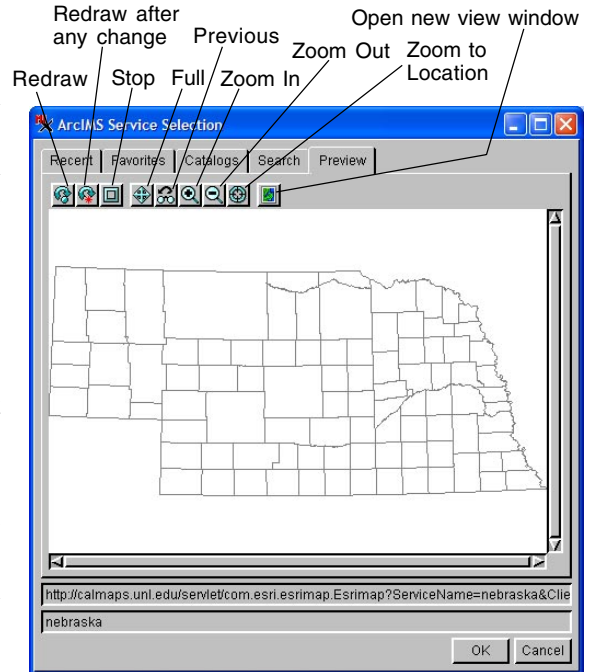 Redraw after
any change
Previous
Open new view window
Zoom Out
Zoom to
Location
Redraw
Stop
Full
Zoom In
ArcIMS Service Selection
Recent
Favorites
Catalogs
Search
Preview
http://calmaps.unl.edu/servlet/com.esri.esrimap.Esrimap?ServiceName=nebraska&Clie
nebraska
OK
Cancel